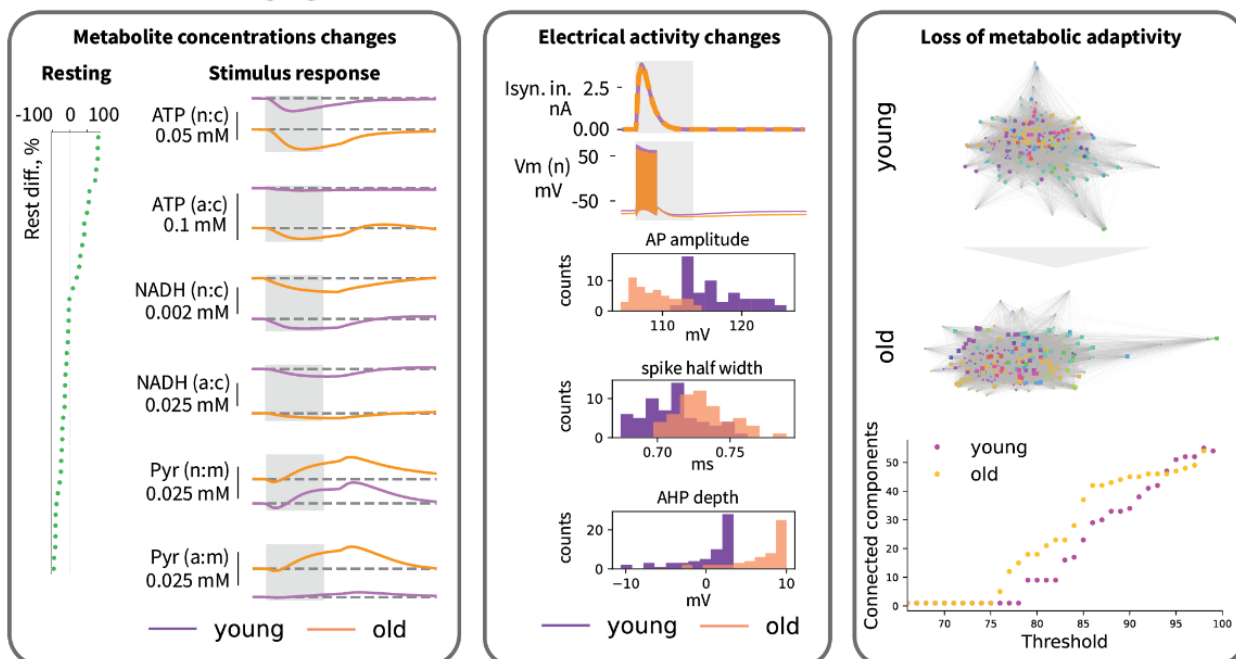 Metabolite concentrations changes
Resting
Stimulus response
-100 0 100
Rest diff., %
ATP (n:c)
0.05 mM
ATP (a:c)
0.1 mM
NADH (n:c)
0.002 mM
NADH (a:c)
0.025 mM
Pyr (n:m)
0.025 mM
Pyr (a:m)
0.025 mM
young old
Electrical activity changes
Isyn. in.
nA
2.5
0.00
Vm (n)
mV
50
-50
AP amplitude
counts
10
0
110 120
mV
spike half width
counts
10
0
0.70 0.75
ms
AHP depth
counts
20
0
−10 0 10
mV
young old
Loss of metabolic adaptivity
young
old
Connected components
50
40
30
20
10
0
young
old
70 75 80 85 90 95 100
Threshold